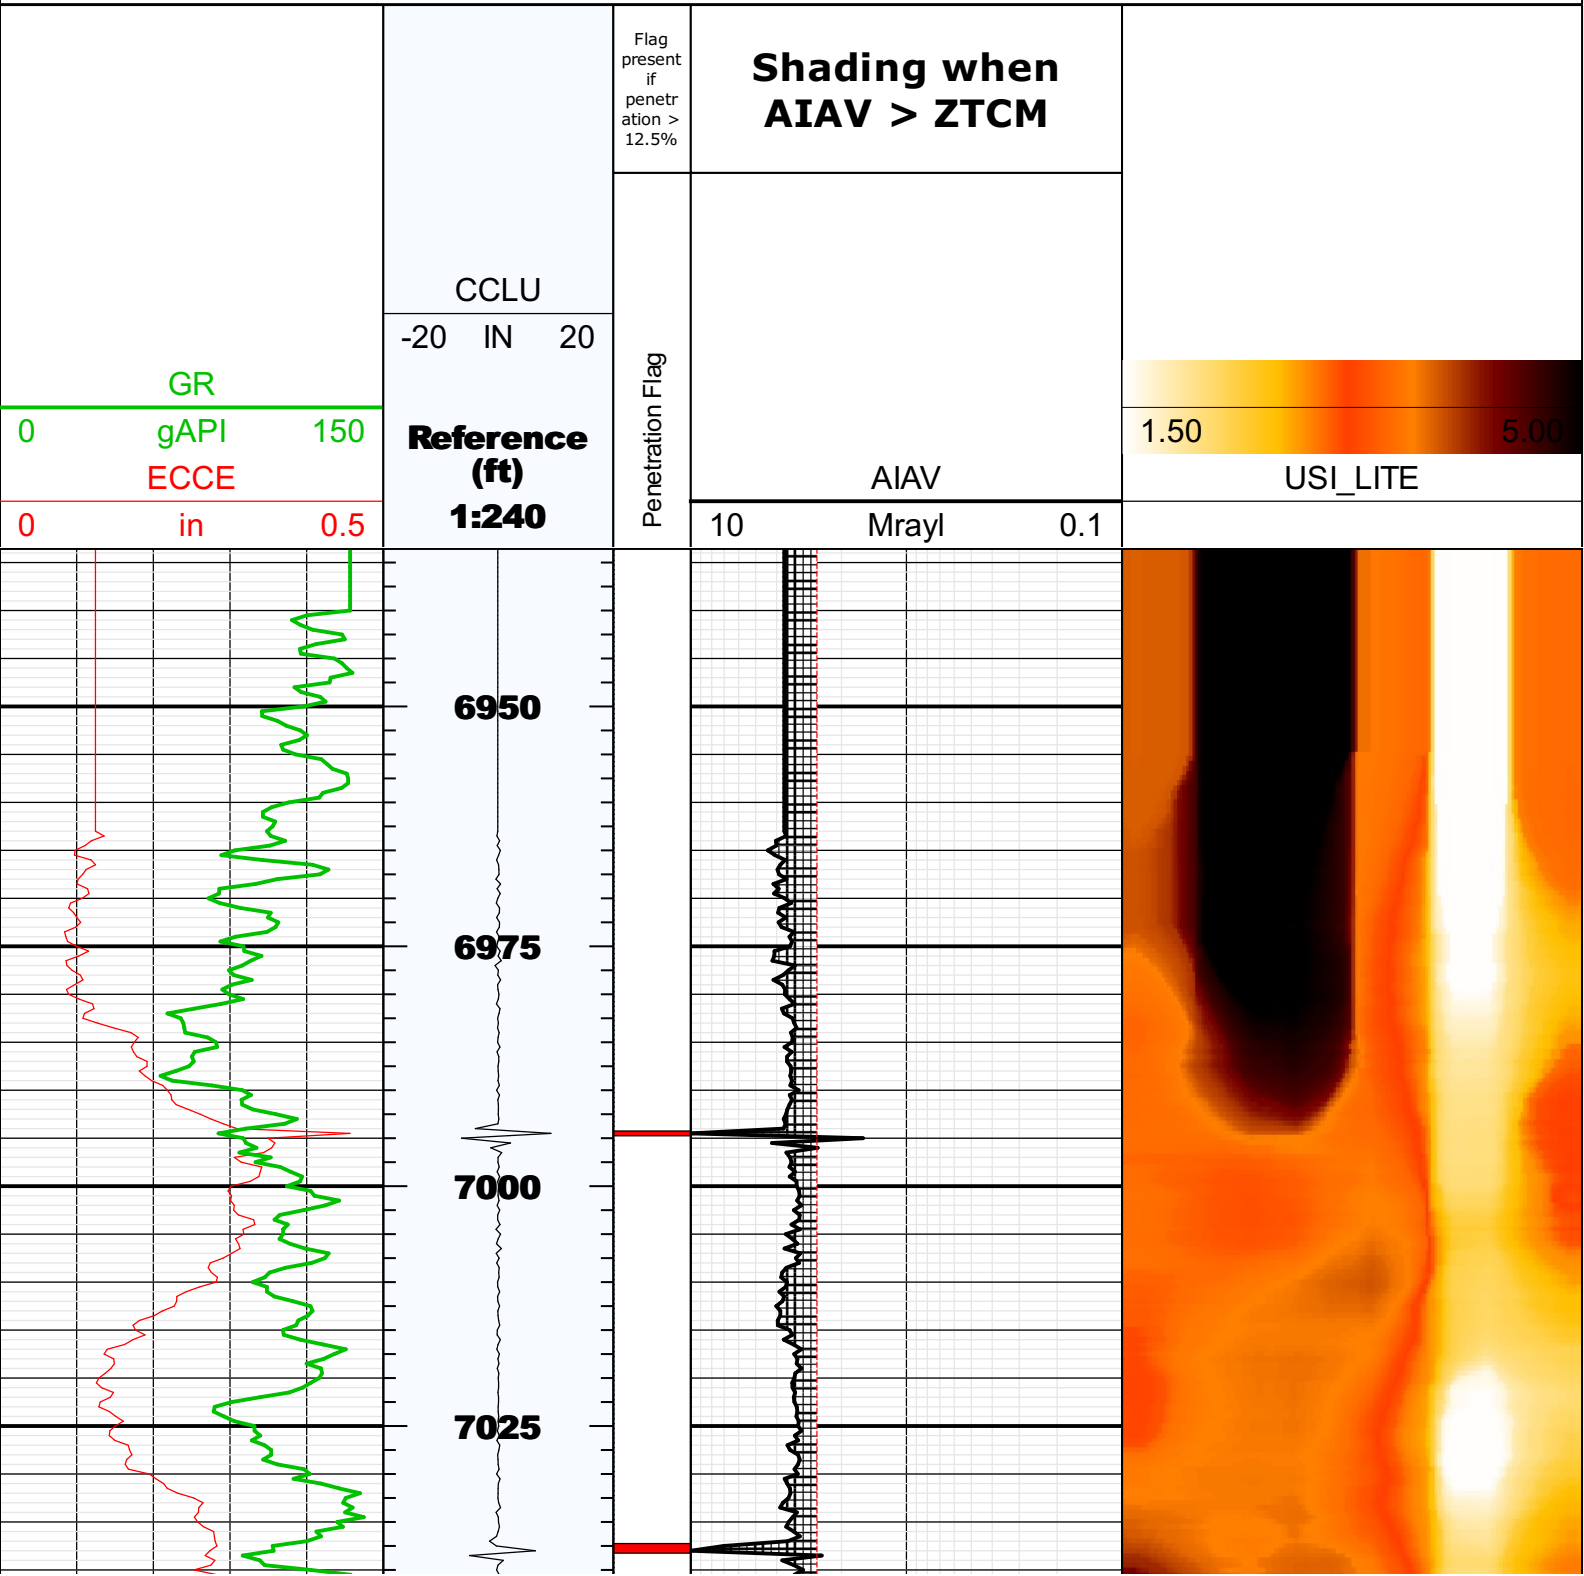 Flag
present
if
penetr
ation >
12.5%
Shading when
AIAV > ZTCM
CCLU
-20 IN 20
GR
0 gAPI 150
ECCE
0 in 0.5
Reference
(ft)
1:240
Penetration Flag
AIAV
10 Mrayl 0.1
1.50 5.00
USI_LITE
6950
6975
7000
7025